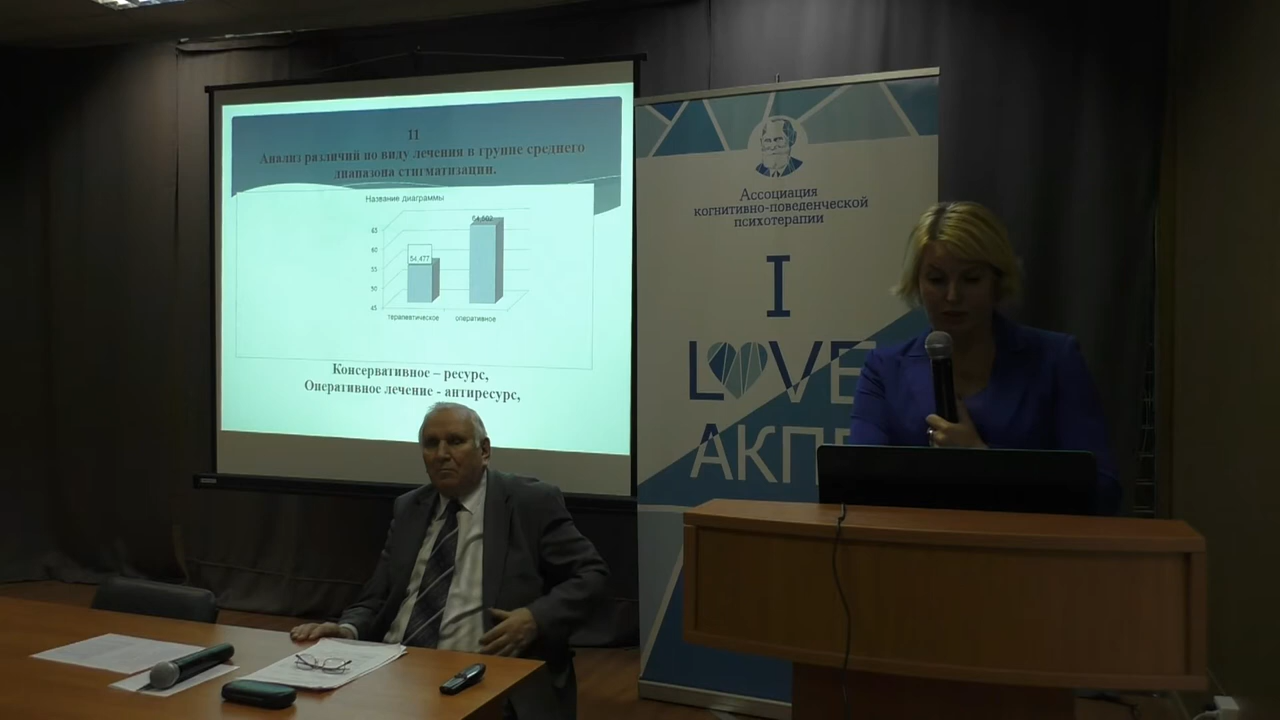 11
Анализ различий по виду лечения в группе среднего
диапазона стигматизации.
Название диаграммы
65
60
55
50
45
54,477
64,502
терапевтическое
оперативное
Консервативное – ресурс,
Оперативное лечение - антиресурс,
Ассоциация
когнитивно-поведенческой
психотерапии
I
LOVE
АКП